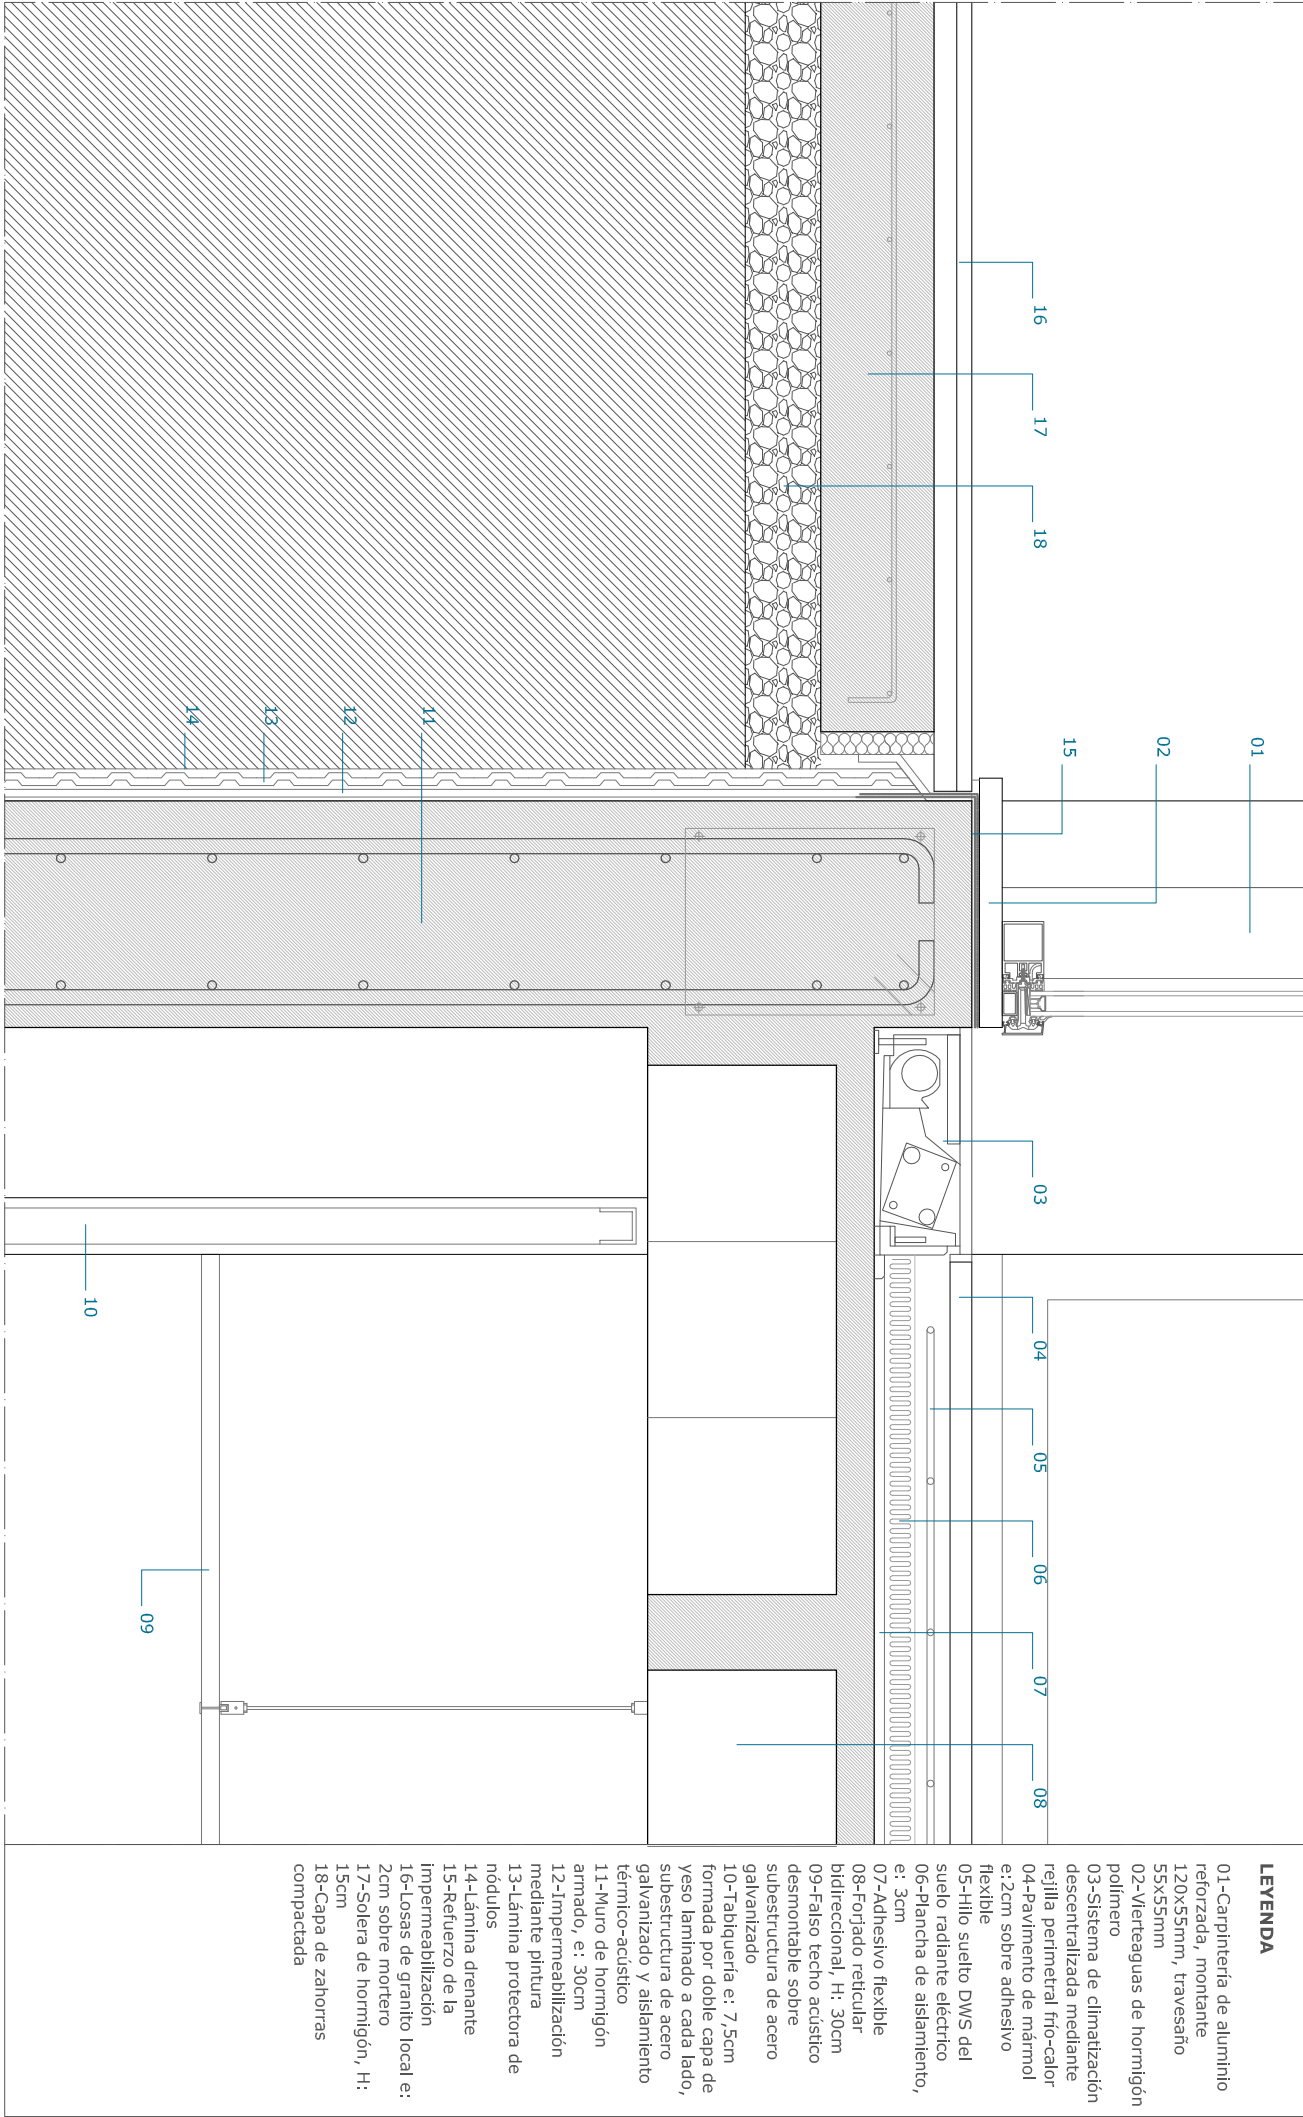 01
02
15
16
17
18
03
04
05
06
07
08
14
13
12
11
10
09
LEYENDA
01-Carpintería de aluminio
reforzada, montante
120x55mm, travesaño
55x55mm
02-Vierteaguas de hormigón
polímero
03-Sistema de climatización
descentralizada mediante
rejilla perimetral frío-calor
04-Pavimento de mármol
e:2cm sobre adhesivo
flexible
05-Hilo suelto DWS del
suelo radiante eléctrico
06-Plancha de aislamiento,
e: 3cm
07-Adhesivo flexible
08-Forjado reticular
bidireccional, H: 30cm
09-Falso techo acústico
desmontable sobre
subestructura de acero
galvanizado
10-Tabiquería e: 7,5cm
formada por doble capa de
yeso laminado a cada lado,
subestructura de acero
galvanizado y aislamiento
térmico-acústico
11-Muro de hormigón
armado, e: 30cm
12-Impermeabilización
mediante pintura
13-Lámina protectora de
nódulos
14-Lámina drenante
15-Refuerzo de la
impermeabilización
16-Losas de granito local e:
2cm sobre mortero
17-Solera de hormigón, H:
15cm
18-Capa de zahorras
compactada